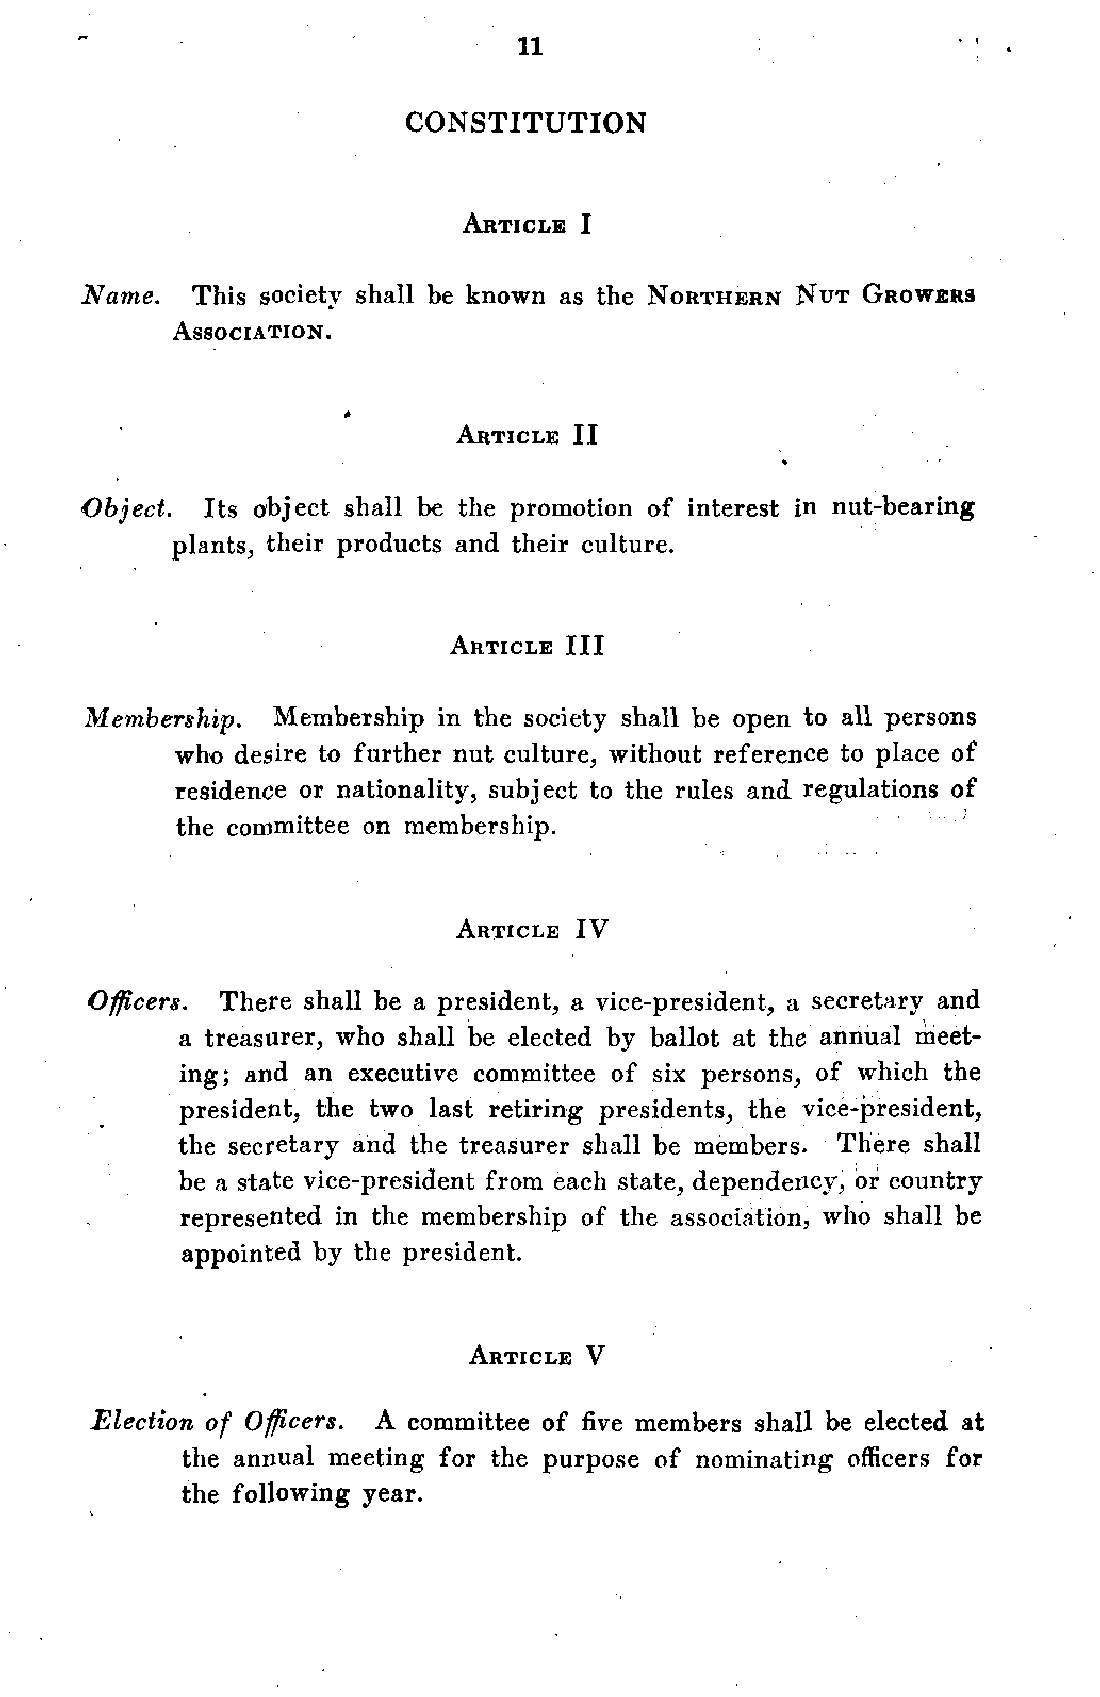 11
CONSTITUTION
ARTICLE I
Name. This society shall be known as the NORTHERN NUT GROWERS
ASSOCIATION.
ARTICLE II
Object. Its object shall be the promotion of interest in nut-bearing
plants, their products and their culture.
ARTICLE III
Membership. Membership in the society shall be open to all persons
who desire to further nut culture, without reference to place of
residence or nationality, subject to the rules and regulations of
the committee on membership.
ARTICLE IV
Officers. There shall be a president, a vice-president, a secretary and
a treasurer, who shall be elected by ballot at the annual meet-
ing; and an executive committee of six persons, of which the
president, the two last retiring presidents, the vice-president,
the secretary and the treasurer shall be members. There shall
be a state vice-president from each state, dependency, or country
represented in the membership of the association, who shall be
appointed by the president.
ARTICLE V
Election of Officers. A committee of five members shall be elected at
the annual meeting for the purpose of nominating officers for
the following year.